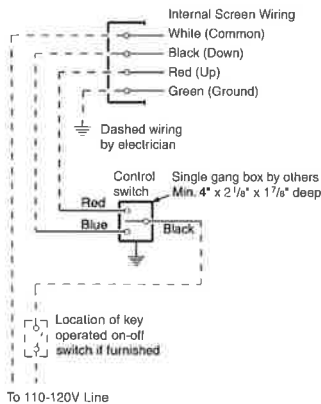 Internal Screen Wiring
White (Common)
Black (Down)
Red (Up)
Green (Ground)
Dashed wiring
by electrician
Control
switch
Single gang box by others
Min. 4" x 2 1/8" x 1 7/8" deep
Red
Blue
Black
Location of key
operated on-off
switch if furnished
To 110-120V Line